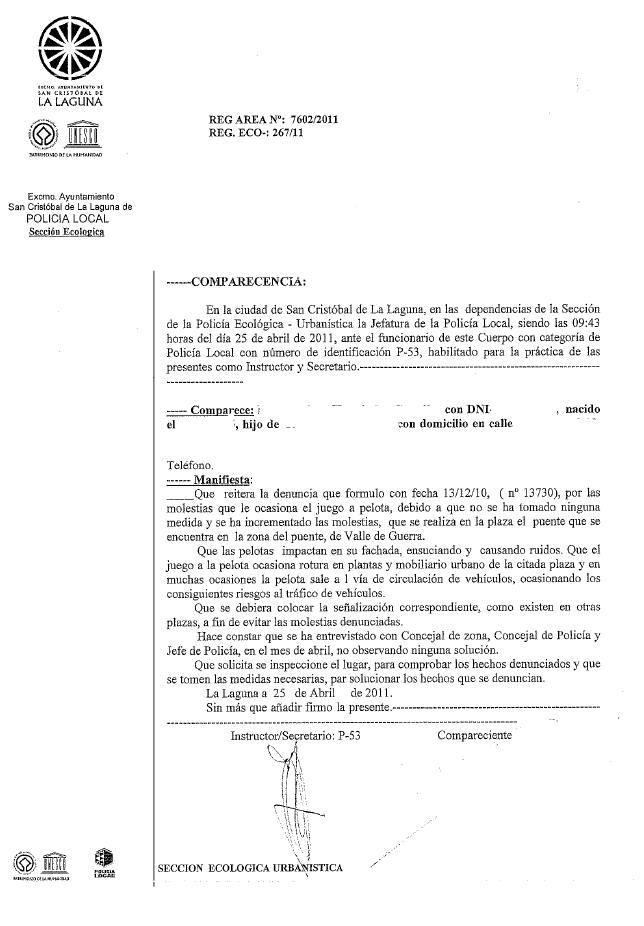 EXCMO. AYUNTAMIENTO DE
SAN CRISTÓBAL DE
LA LAGUNA
UNESCO
PATRIMONIO DE LA HUMANIDAD
REG AREA Nº: 7602/2011
REG. ECO-: 267/11
Excmo. Ayuntamiento
San Cristóbal de La Laguna de
POLICIA LOCAL
Sección Ecologica
------COMPARECENCIA:
En la ciudad de San Cristóbal de La Laguna, en las dependencias de la Sección
de la Policía Ecológica - Urbanística la Jefatura de la Policía Local, siendo las 09:43
horas del día 25 de abril de 2011, ante el funcionario de este Cuerpo con categoría de
Policía Local con número de identificación P-53, habilitado para la práctica de las
presentes como Instructor y Secretario.------------------------------------------------------------
-------------------
----- Comparece: con DNI , nacido
el , hijo de con domicilio en calle
Teléfono.
------ Manifiesta:
_____Que reitera la denuncia que formulo con fecha 13/12/10, ( nº 13730), por las
molestias que le ocasiona el juego a pelota, debido a que no se ha tomado ninguna
medida y se ha incrementado las molestias, que se realiza en la plaza el puente que se
encuentra en la zona del puente, de Valle de Guerra.
Que las pelotas impactan en su fachada, ensuciando y causando ruidos. Que el
juego a la pelota ocasiona rotura en plantas y mobiliario urbano de la citada plaza y en
muchas ocasiones la pelota sale a l vía de circulación de vehículos, ocasionando los
consiguientes riesgos al tráfico de vehículos.
Que se debiera colocar la señalización correspondiente, como existen en otras
plazas, a fin de evitar las molestias denunciadas.
Hace constar que se ha entrevistado con Concejal de zona, Concejal de Policía y
Jefe de Policía, en el mes de abril, no observando ninguna solución.
Que solicita se inspeccione el lugar, para comprobar los hechos denunciados y que
se tomen las medidas necesarias, par solucionar los hechos que se denuncian.
La Laguna a 25 de Abril de 2011.
Sin más que añadir firmo la presente.----------------------------------------------------
---------------------------------------------------------------------------------------
Instructor/Secretario: P-53 Compareciente
UNESCO
PATRIMONIO DE LA HUMANIDAD
POLICIA
LOCAL
SECCION ECOLOGICA URBANISTICA